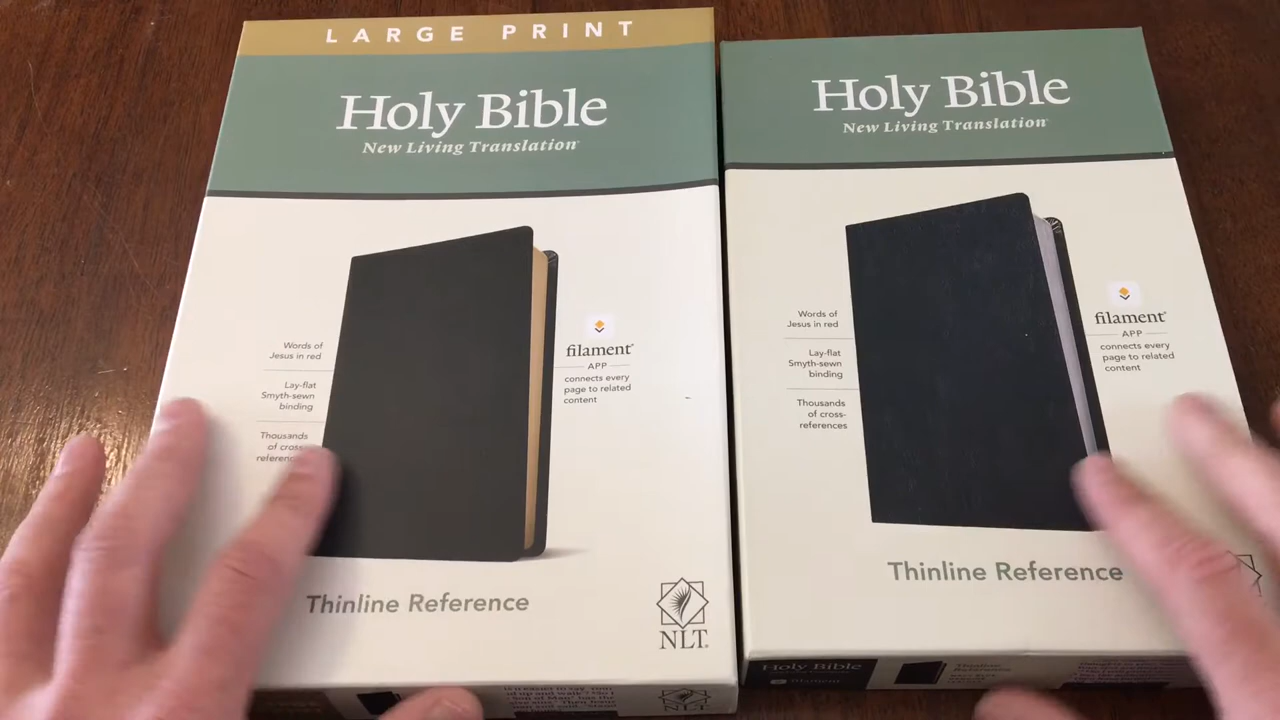 LARGE PRINT
Holy Bible
New Living Translation
Words of
Jesus in red
Lay-flat
Smyth-sewn
binding
Thousands
of cross-
filament®
APP
connects every
page to related
content
Thinline Reference
NLT®
Holy Bible
New Living Translation
Words of
Jesus in red
Lay-flat
Smyth-sewn
binding
Thousands
of cross-
references
filament®
APP
connects every
page to related
content
Thinline Reference
Holy Bible
NLT